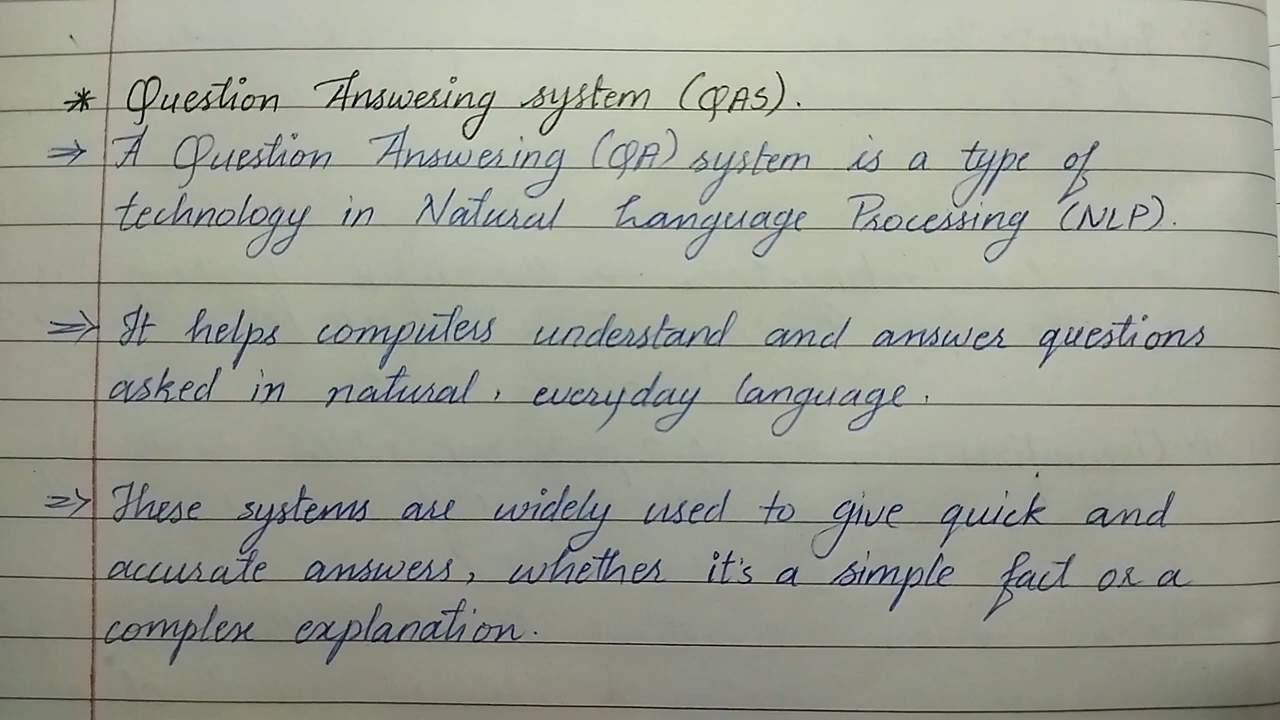 * Question Answering system (QAS).
⇒ A Question Answering (QA) system is a type of
technology in Natural Language Processing (NLP).
⇒ It helps computers understand and answer questions
asked in natural, everyday language.
⇒ These systems are widely used to give quick and
accurate answers, whether it's a simple fact or a
complex explanation.